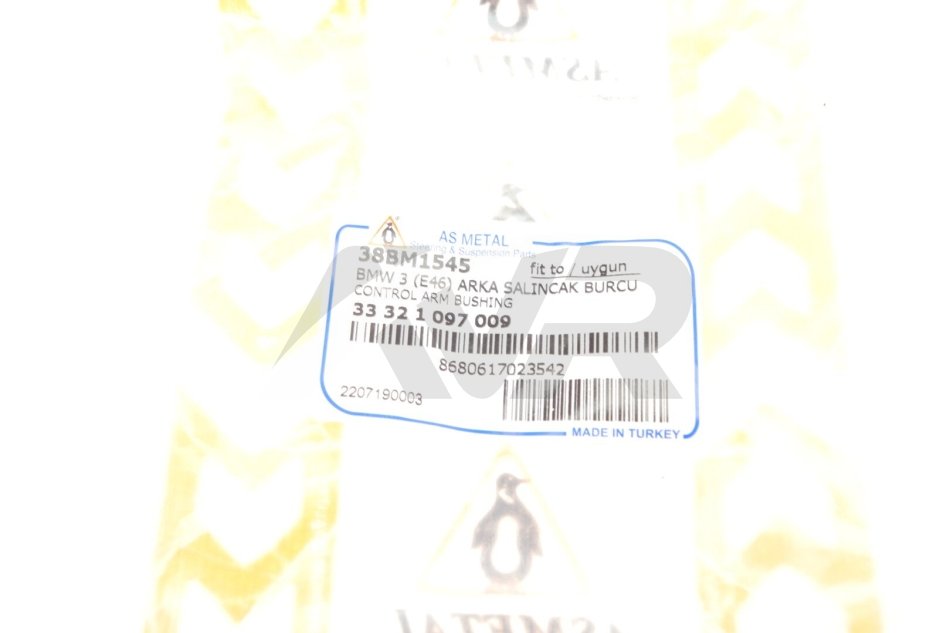 AS METAL
Steering & Suspension Parts
38BM1545
fit to / uygun
BMW 3 (E46) ARKA SALINCAK BURCU
CONTROL ARM BUSHING
33 32 1 097 009
8680617023542
2207190003
MADE IN TURKEY